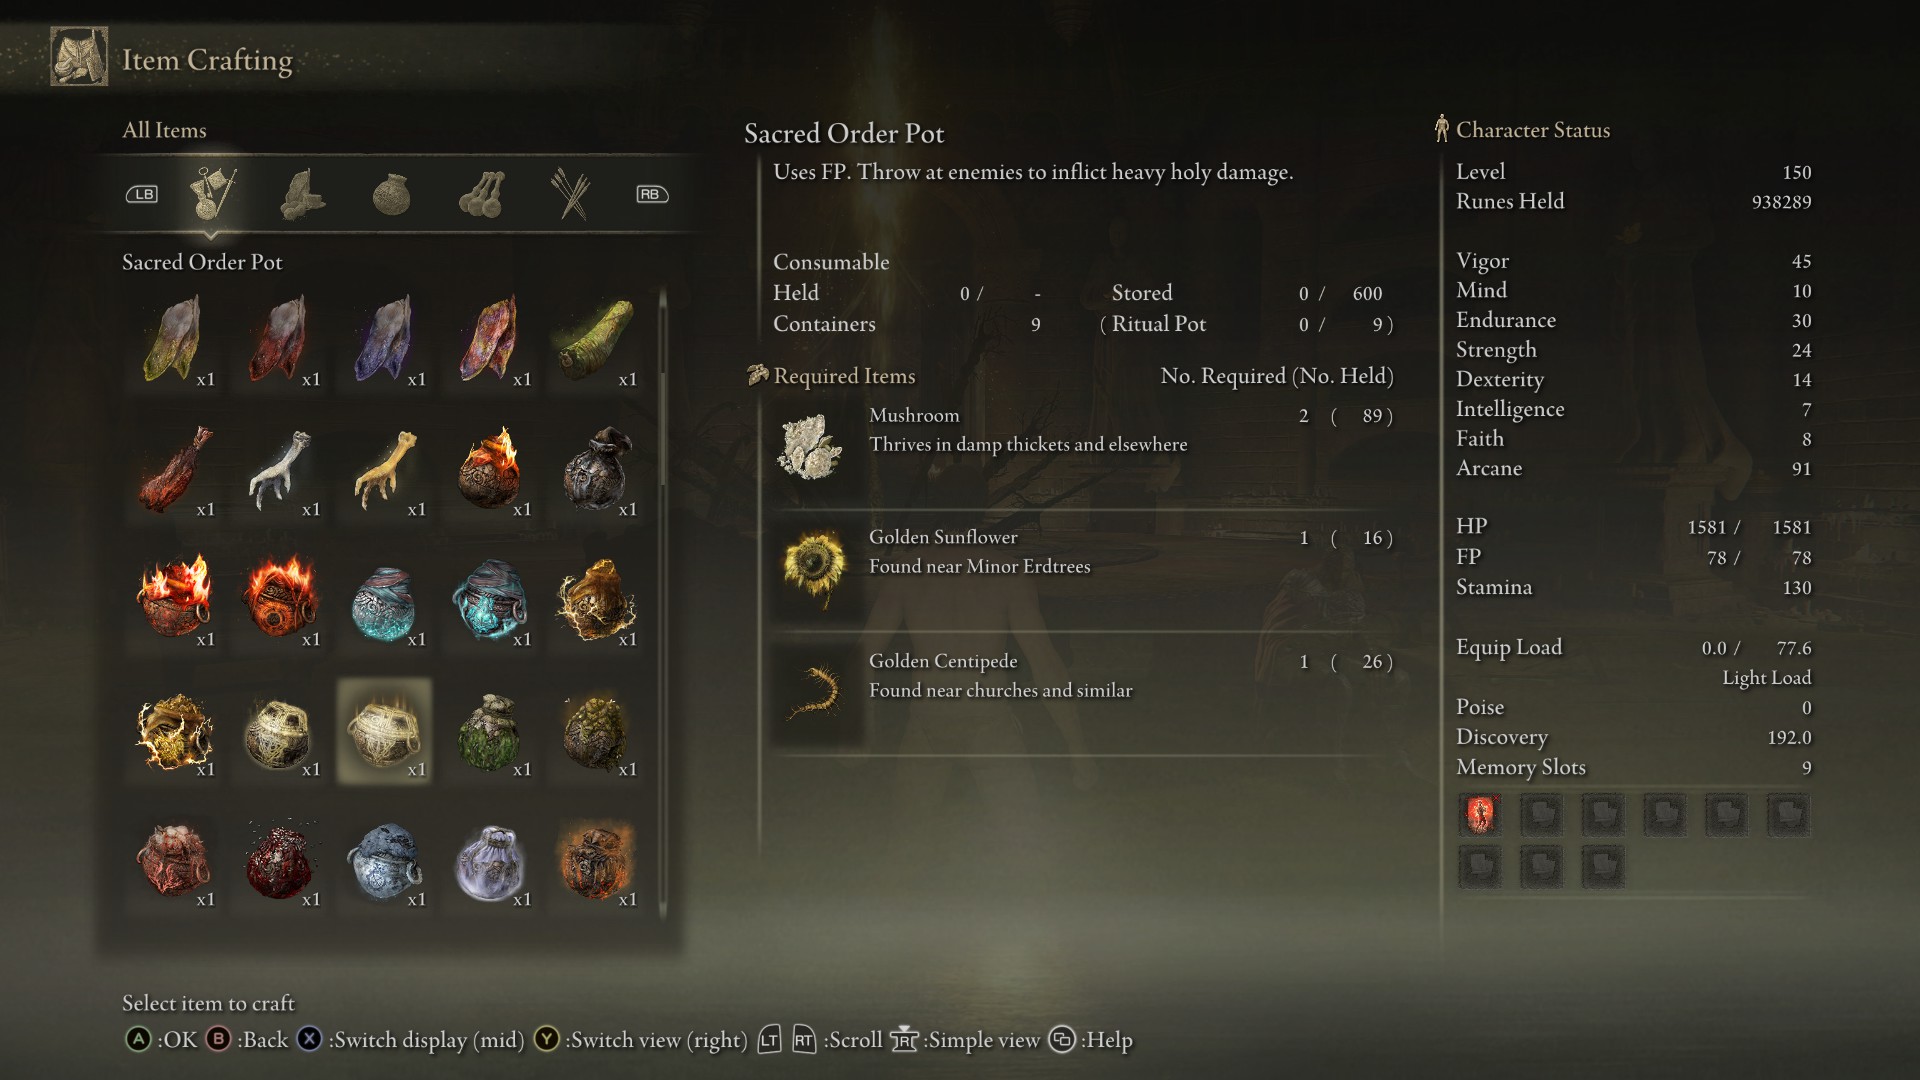 Item Crafting
All Items
LB
RB
Sacred Order Pot
x1 x1 x1 x1 x1
x1 x1 x1 x1 x1
x1 x1 x1 x1 x1
x1 x1 x1 x1 x1
x1 x1 x1 x1 x1
Sacred Order Pot
Uses FP. Throw at enemies to inflict heavy holy damage.
Consumable
Held 0 / - Stored 0 / 600
Containers 9 ( Ritual Pot 0 / 9 )
Required Items No. Required (No. Held)
Mushroom 2 ( 89 )
Thrives in damp thickets and elsewhere
Golden Sunflower 1 ( 16 )
Found near Minor Erdtrees
Golden Centipede 1 ( 26 )
Found near churches and similar
Character Status
Level 150
Runes Held 938289
Vigor 45
Mind 10
Endurance 30
Strength 24
Dexterity 14
Intelligence 7
Faith 8
Arcane 91
HP 1581 / 1581
FP 78 / 78
Stamina 130
Equip Load 0.0 / 77.6
Light Load
Poise 0
Discovery 192.0
Memory Slots 9
Select item to craft
A :OK B :Back X :Switch display (mid) Y :Switch view (right) LT RT :Scroll R :Simple view :Help